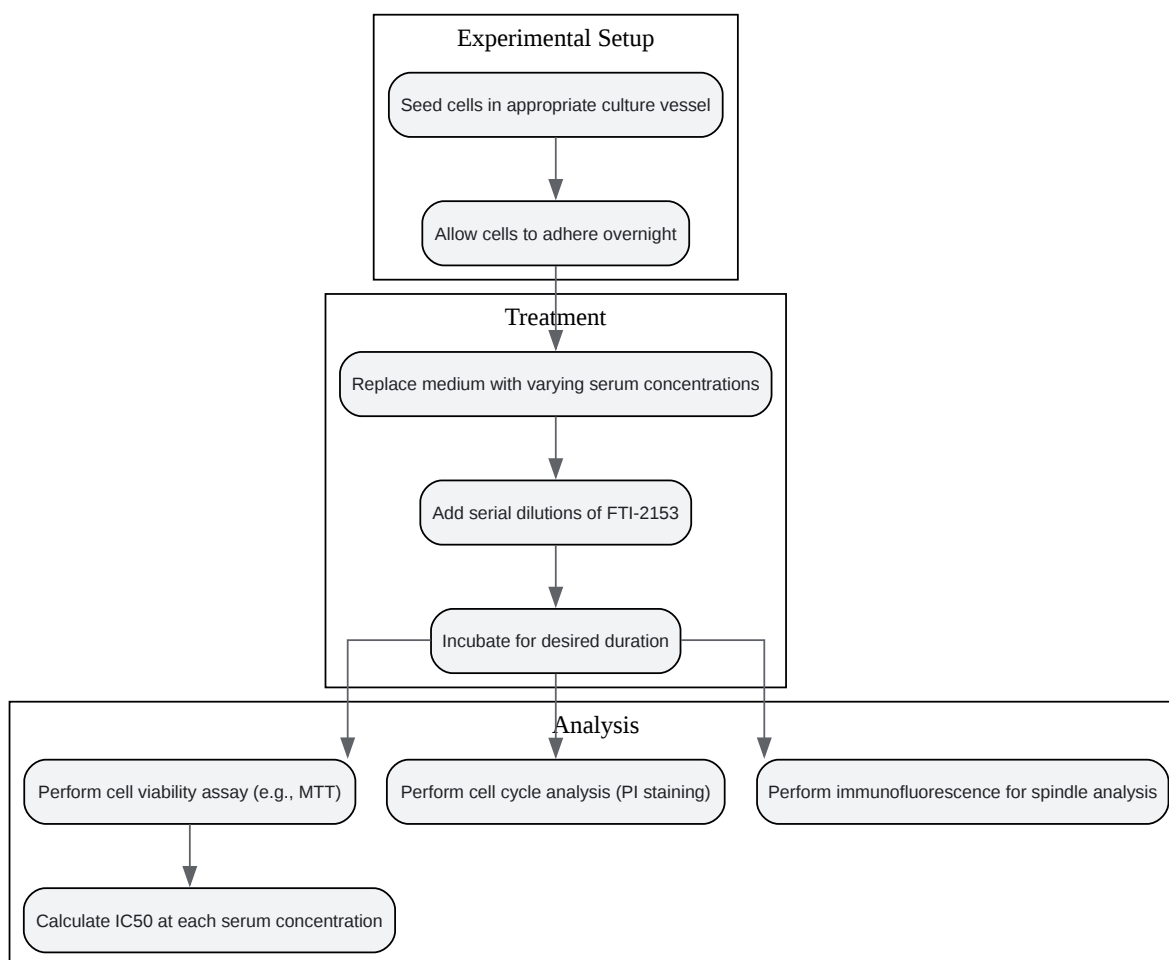 Experimental Setup
Seed cells in appropriate culture vessel
Allow cells to adhere overnight
Treatment
Replace medium with varying serum concentrations
Add serial dilutions of FTI-2153
Incubate for desired duration
Analysis
Perform cell viability assay (e.g., MTT)
Perform cell cycle analysis (PI staining)
Perform immunofluorescence for spindle analysis
Calculate IC50 at each serum concentration